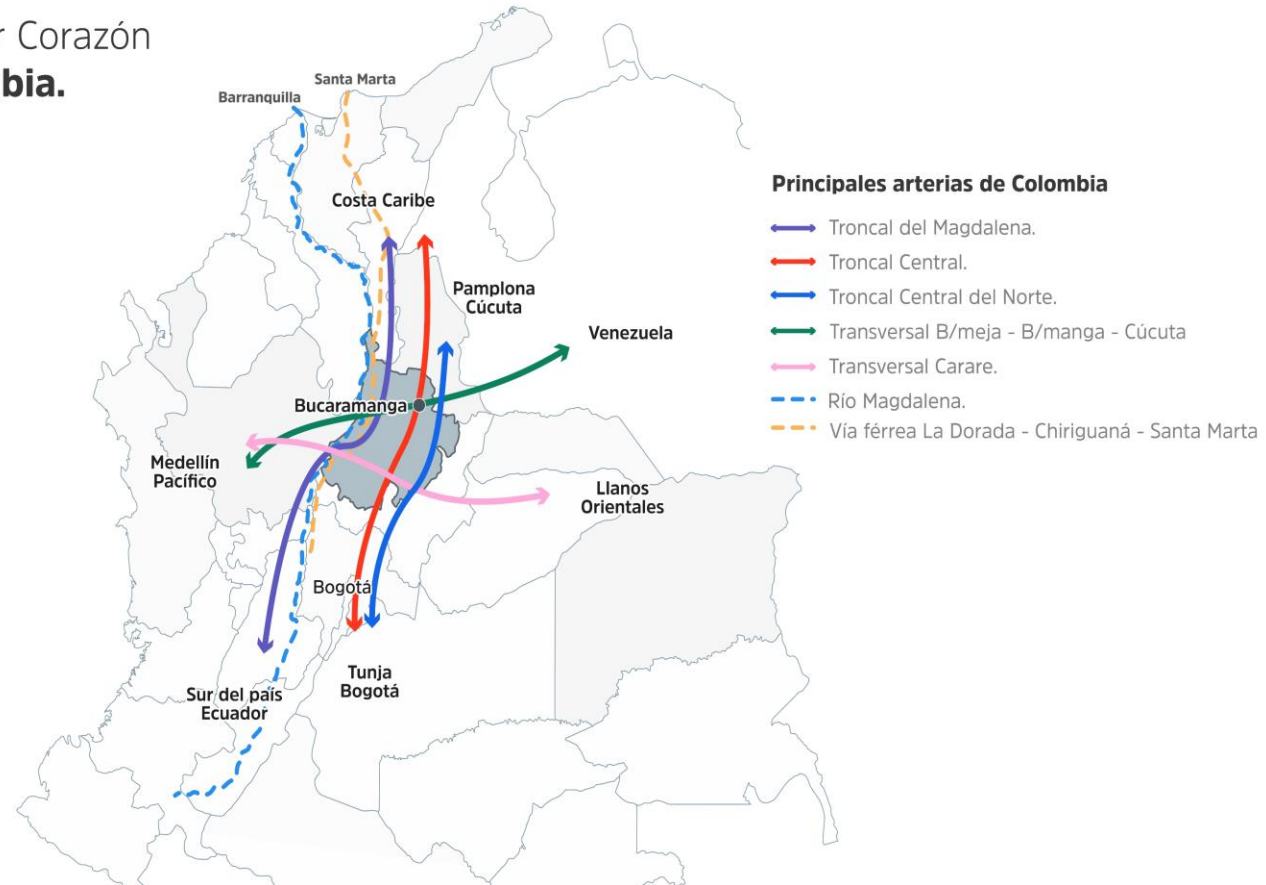 Corazón
bia.
Santa Marta
Barranquilla
Costa Caribe
Pamplona
Cúcuta
Venezuela
Bucaramanga
Medellín
Pacífico
Llanos
Orientales
Bogotá
Tunja
Bogotá
Sur del país
Ecuador
Principales arterias de Colombia
Troncal del Magdalena.
Troncal Central.
Troncal Central del Norte.
Transversal B/meja - B/manga - Cúcuta
Transversal Carare.
Río Magdalena.
Vía férrea La Dorada - Chiriguaná - Santa Marta